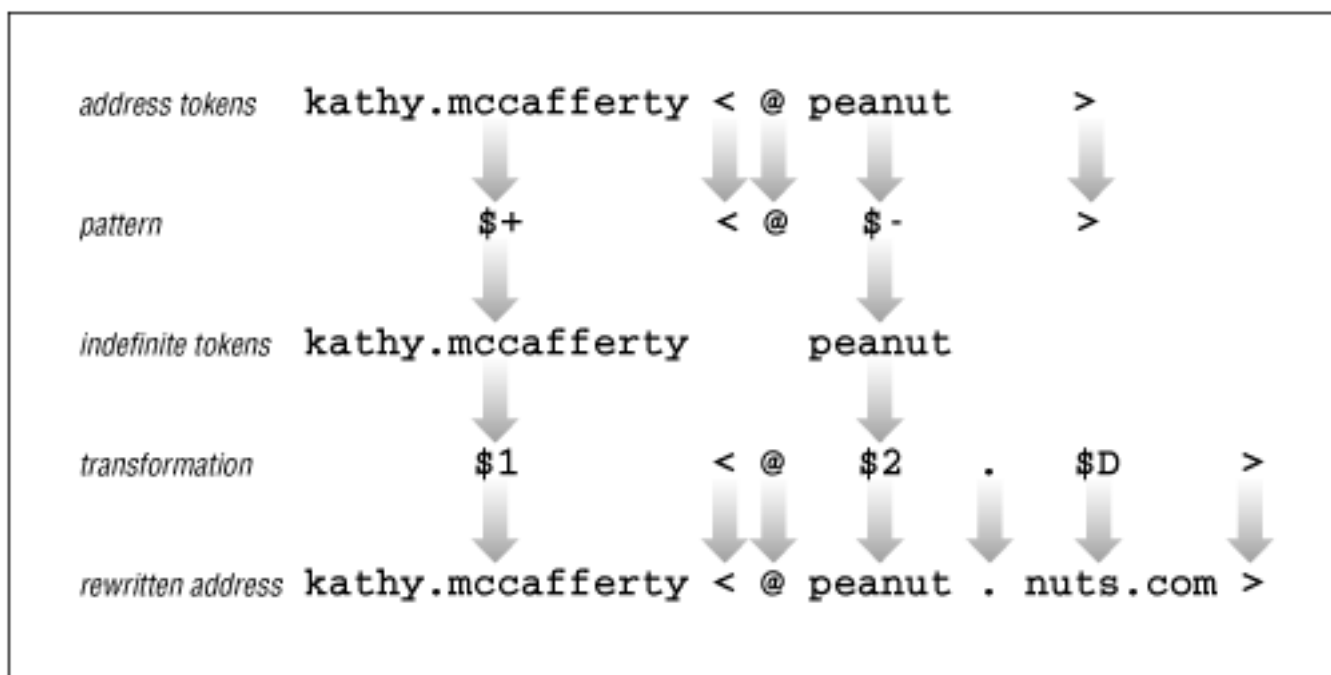 address tokens kathy.mccafferty < @ peanut >
pattern $+ < @ $- >
indefinite tokens kathy.mccafferty peanut
transformation $1 < @ $2 . $D >
rewritten address kathy.mccafferty < @ peanut . nuts.com >